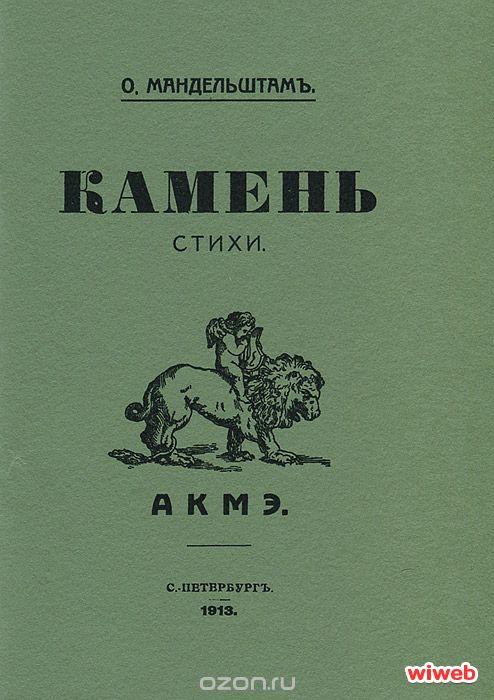 О. МАНДЕЛЬШТАМЪ.
КАМЕНЬ
СТИХИ.
АКМЭ.
С.-ПЕТЕРБУРГЪ.
1913.
ozon.ru
wiweb